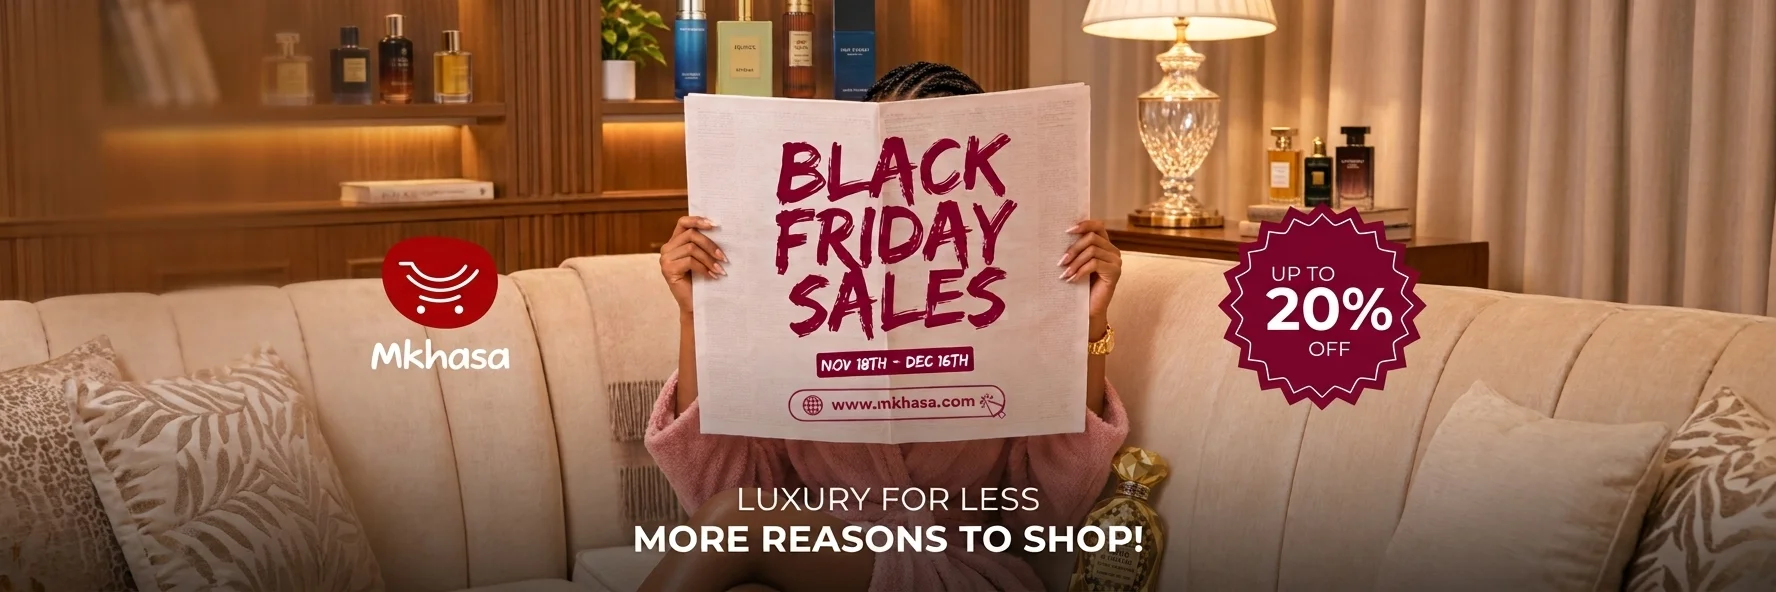 BLACK
FRIDAY
SALES
NOV 18TH - DEC 16TH
www.mkhasa.com
Mkhasa
UP TO
20%
OFF
LUXURY FOR LESS
MORE REASONS TO SHOP!